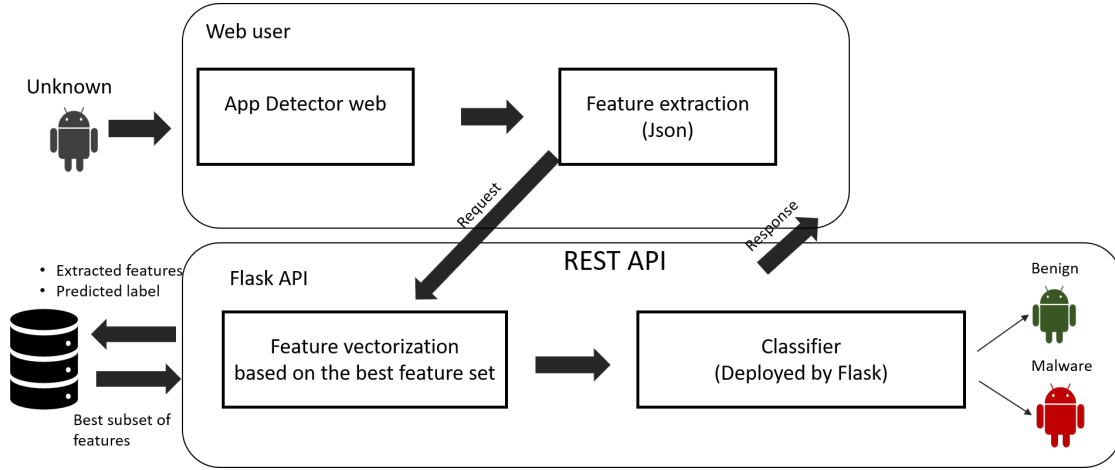 Web user
Unknown
App Detector web
Feature extraction
(Json)
Request
Response
REST API
Flask API
• Extracted features
• Predicted label
Feature vectorization
based on the best feature set
Classifier
(Deployed by Flask)
Benign
Malware
Best subset of
features